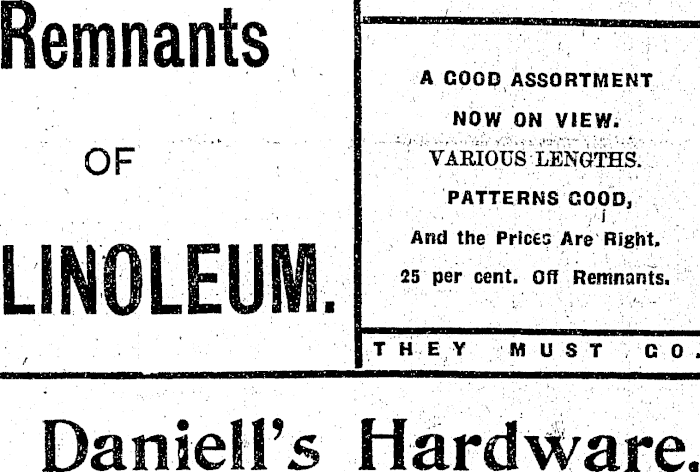 Remnants
OF
LINOLEUM.
A GOOD ASSORTMENT
NOW ON VIEW.
VARIOUS LENGTHS.
PATTERNS GOOD,
And the Prices Are Right.
25 per cent. Off Remnants.
THEY MUST GO.
Daniell's Hardware.